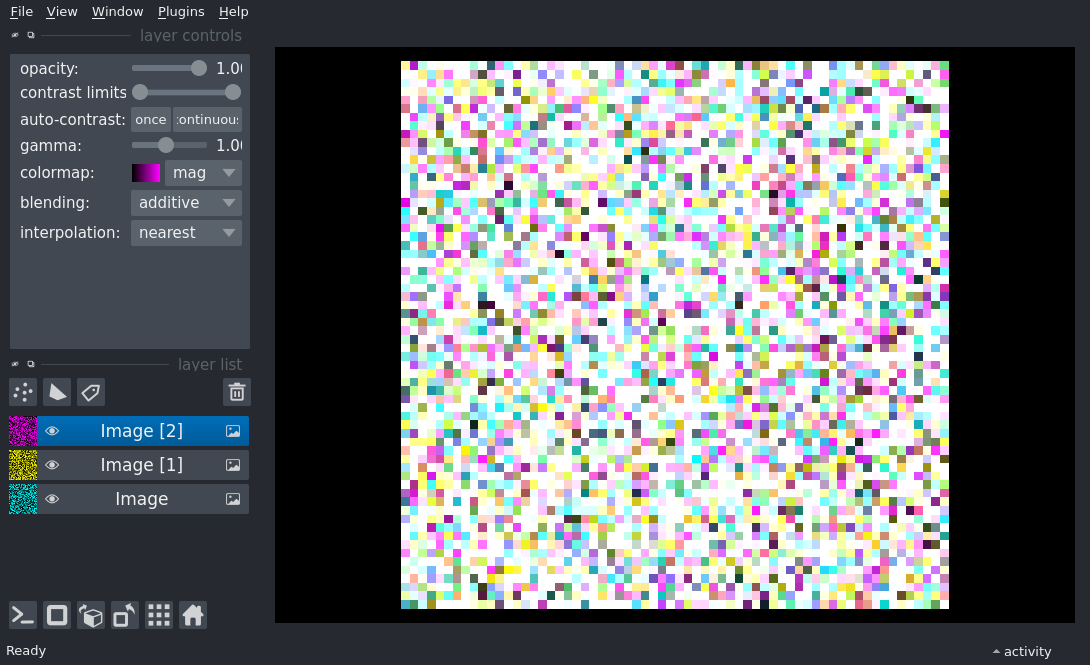 File View Window Plugins Help
layer controls
opacity: 1.0
contrast limits
auto-contrast: once continuous
gamma: 1.0
colormap: mag
blending: additive
interpolation: nearest
layer list
Image [2]
Image [1]
Image
Ready activity